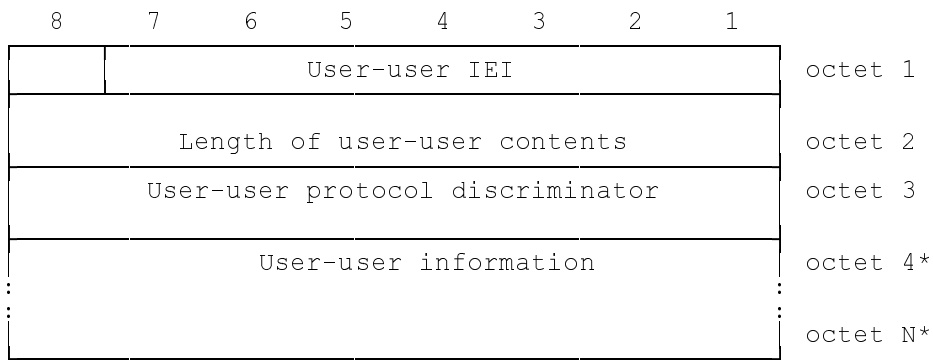 8 7 6 5 4 3 2 1
User-user IEI octet 1
Length of user-user contents octet 2
User-user protocol discriminator octet 3
User-user information octet 4*
octet N*